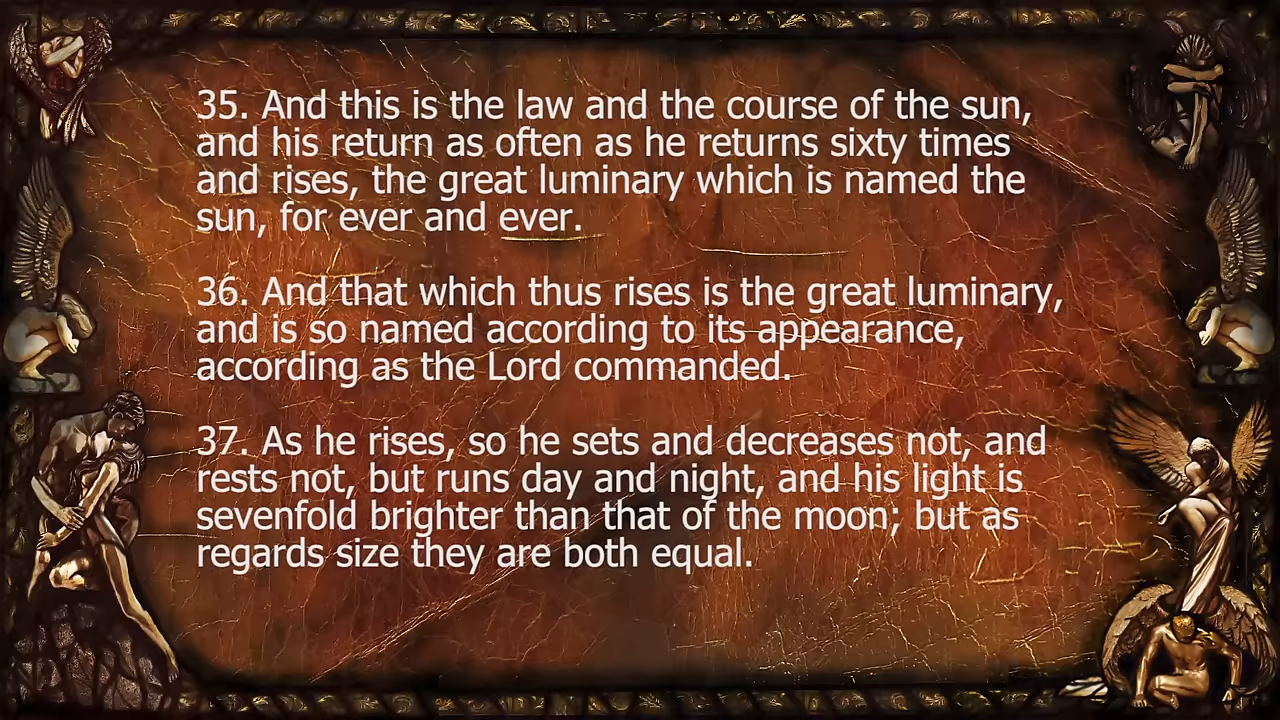 35. And this is the law and the course of the sun,
and his return as often as he returns sixty times
and rises, the great luminary which is named the
sun, for ever and ever.
36. And that which thus rises is the great luminary,
and is so named according to its appearance,
according as the Lord commanded.
37. As he rises, so he sets and decreases not, and
rests not, but runs day and night, and his light is
sevenfold brighter than that of the moon; but as
regards size they are both equal.